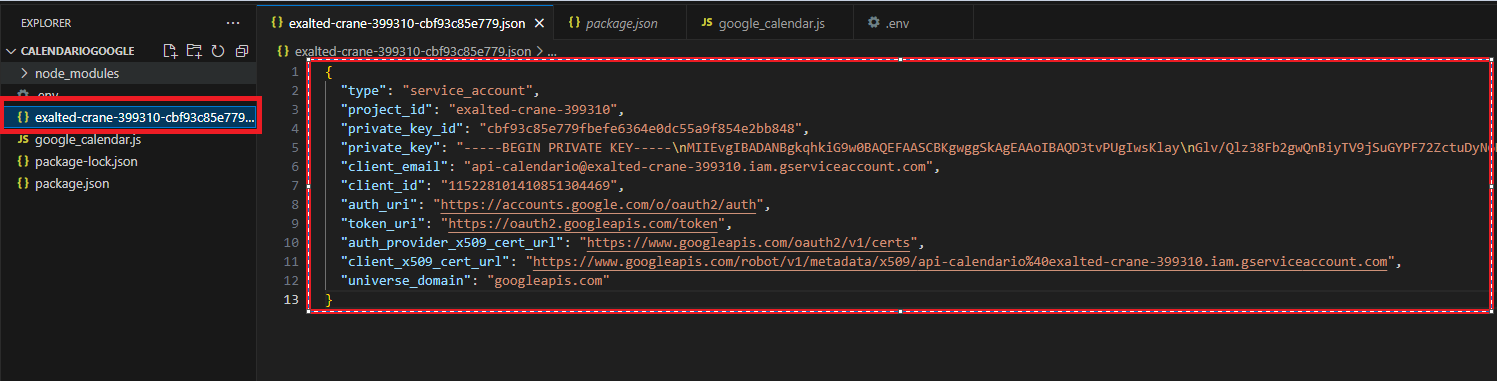 EXPLORER ...
CALENDARIOGOOGLE
node_modules
.env
{} exalted-crane-399310-cbf93c85e779...
JS google_calendar.js
{} package-lock.json
{} package.json
{} exalted-crane-399310-cbf93c85e779.json × {} package.json JS google_calendar.js .env
{} exalted-crane-399310-cbf93c85e779.json > ...
1 {
2 "type": "service_account",
3 "project_id": "exalted-crane-399310",
4 "private_key_id": "cbf93c85e779fbefe6364e0dc55a9f854e2bb848",
5 "private_key": "-----BEGIN PRIVATE KEY-----\nMIIEvgIBADANBgkqhkiG9w0BAQEFAASCBKgwggSkAgEAAoIBAQD3tvPUgIwsKlay\nGlv/Qlz38Fb2gwQnBiyTV9jSuGYPF72ZctuDyN
6 "client_email": "api-calendario@exalted-crane-399310.iam.gserviceaccount.com",
7 "client_id": "115228101410851304469",
8 "auth_uri": "https://accounts.google.com/o/oauth2/auth",
9 "token_uri": "https://oauth2.googleapis.com/token",
10 "auth_provider_x509_cert_url": "https://www.googleapis.com/oauth2/v1/certs",
11 "client_x509_cert_url": "https://www.googleapis.com/robot/v1/metadata/x509/api-calendario%40exalted-crane-399310.iam.gserviceaccount.com",
12 "universe_domain": "googleapis.com"
13 }